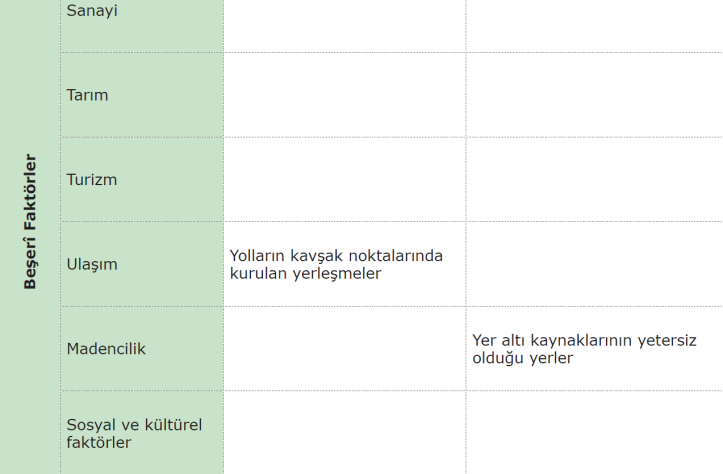 Beşerî Faktörler
Sanayi
Tarım
Turizm
Ulaşım
Yolların kavşak noktalarında
kurulan yerleşmeler
Madencilik
Yer altı kaynaklarının yetersiz
olduğu yerler
Sosyal ve kültürel
faktörler